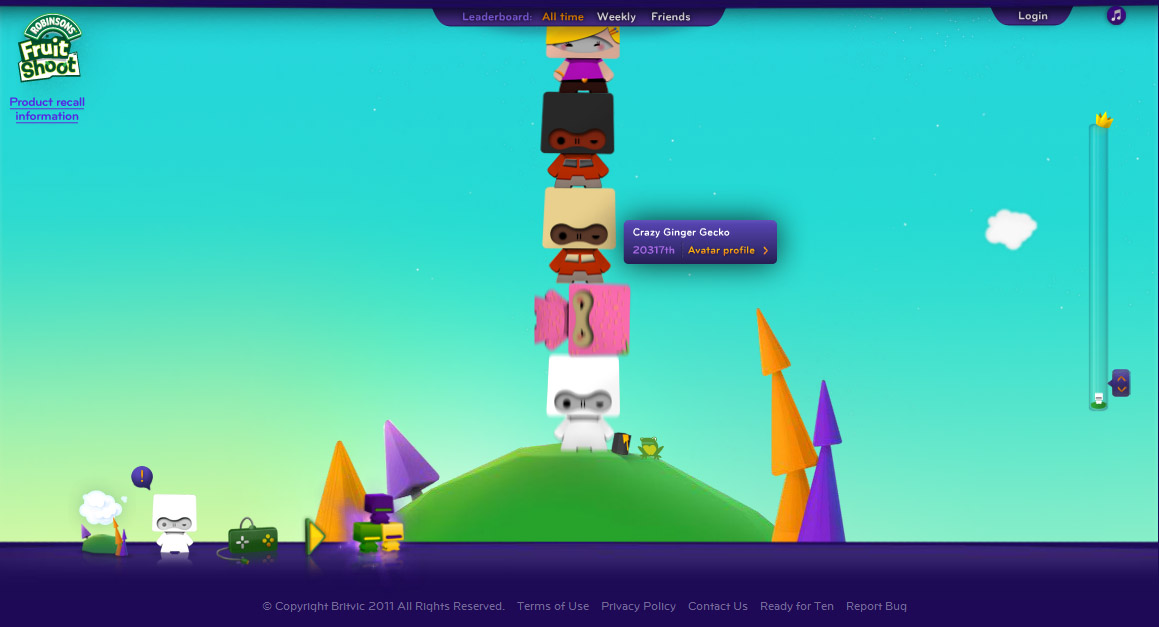 ROBINSONS
Fruit
Shoot
Product recall
information
Leaderboard: All time Weekly Friends
Login
Crazy Ginger Gecko
20317th Avatar profile >
!
© Copyright Britvic 2011 All Rights Reserved. Terms of Use Privacy Policy Contact Us Ready for Ten Report Bug